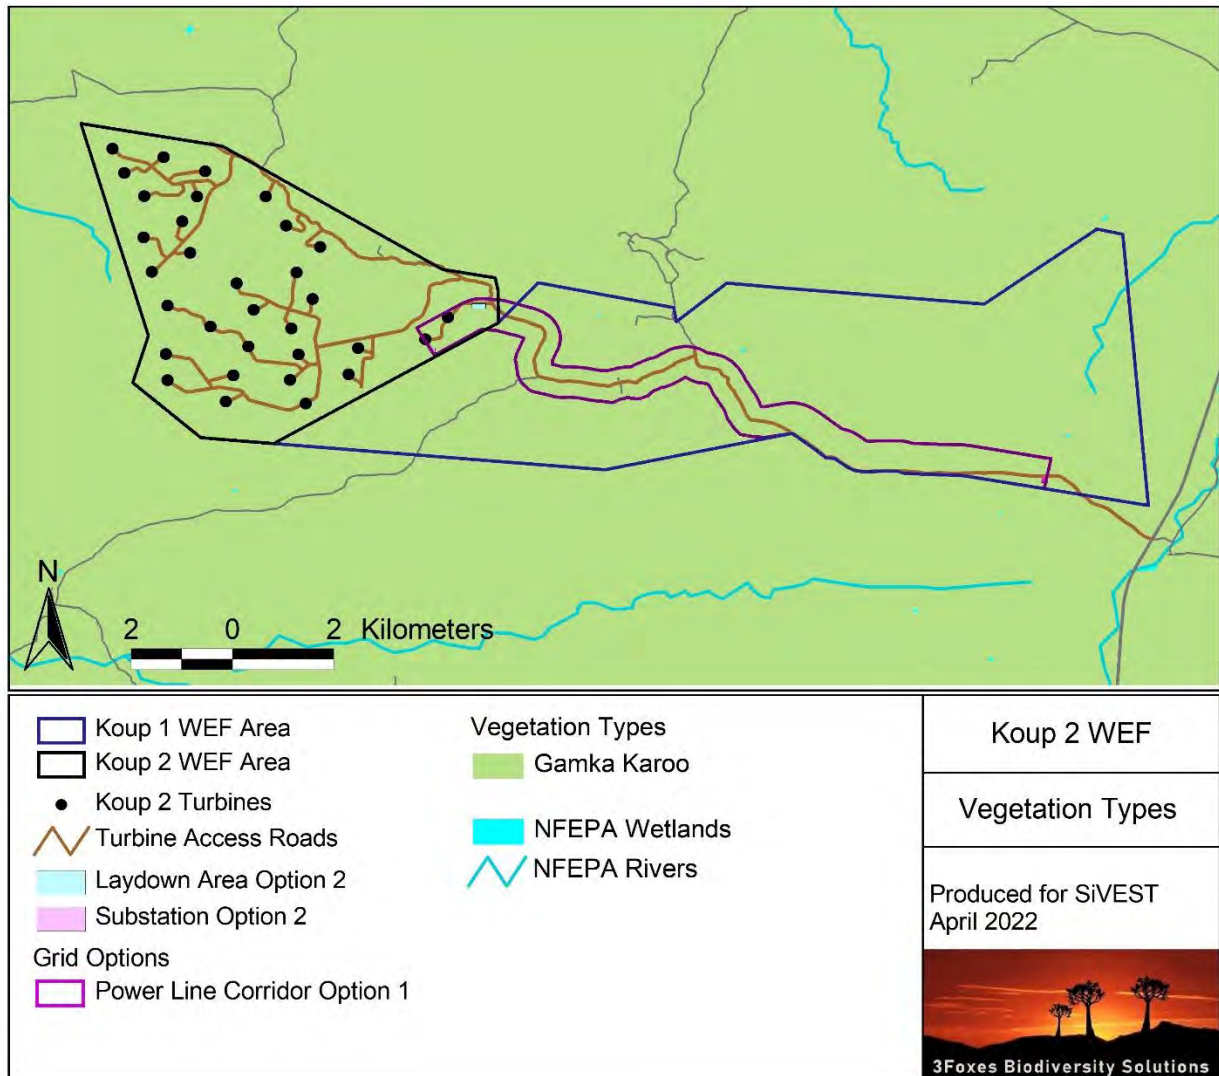 N
2 0 2 Kilometers
Koup 1 WEF Area
Koup 2 WEF Area
Koup 2 Turbines
Turbine Access Roads
Laydown Area Option 2
Substation Option 2
Grid Options
Power Line Corridor Option 1
Vegetation Types
Gamka Karoo
NFEPA Wetlands
NFEPA Rivers
Koup 2 WEF
Vegetation Types
Produced for SiVEST
April 2022
3Foxes Biodiversity Solutions